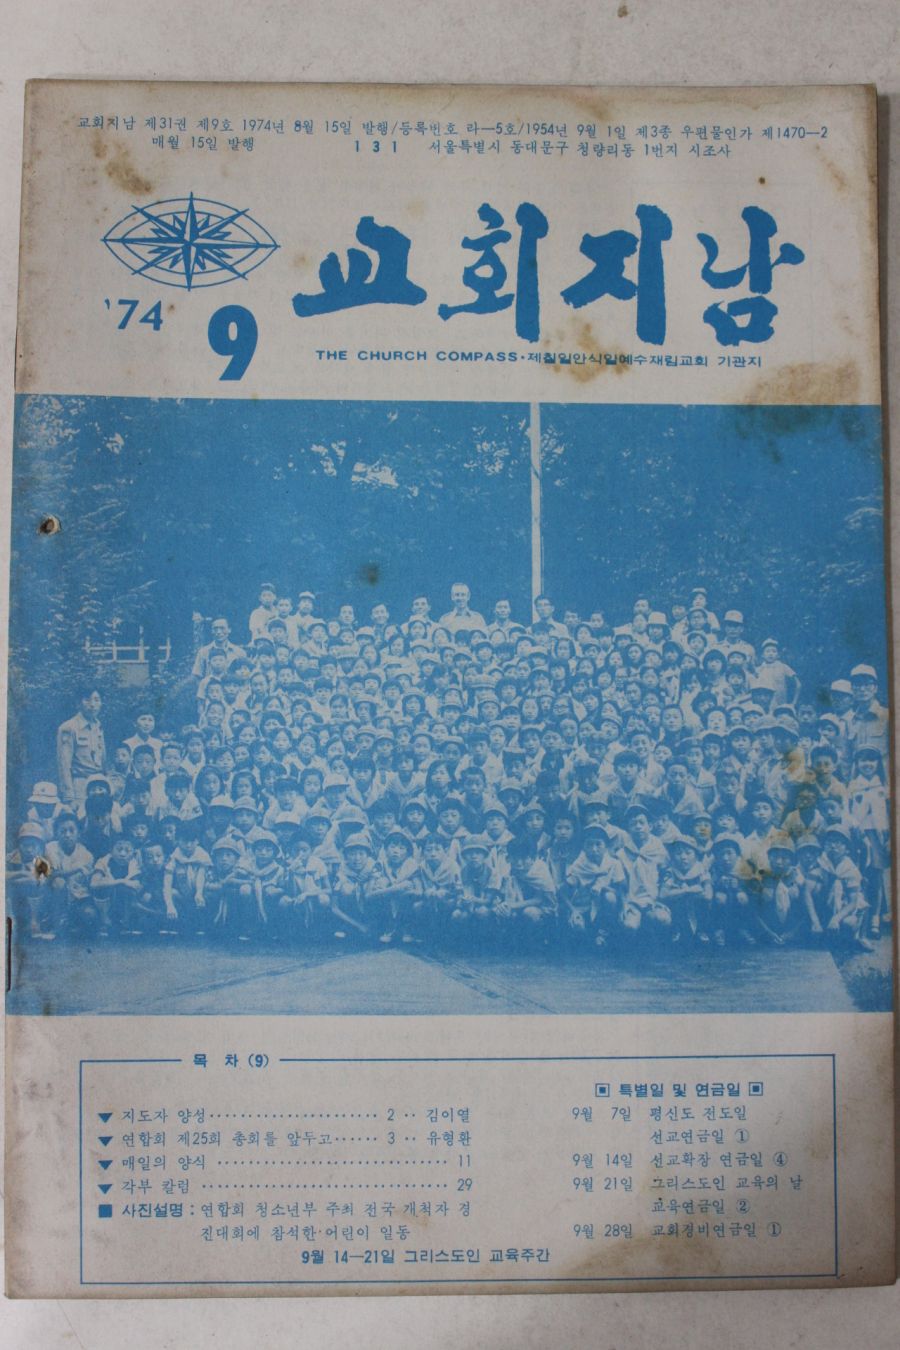 교회지남 제31권 제9호 1974년 8월 15일 발행/등록번호 라—5호/1954년 9월 1일 제3종 우편물인가 제1470—2
매월 15일 발행 131 서울특별시 동대문구 청량리동 1번지 시조사
교회지남
'74 9
THE CHURCH COMPASS·제칠일안식일예수재림교회 기관지
목 차 (9)
▼ 지도자 양성 ···················· 2 ·· 김이열
▼ 연합회 제25회 총회를 앞두고 ······ 3 ·· 유형환
▼ 매일의 양식 ···························· 11
▼ 각부 칼럼 ······························ 29
■ 사진설명 : 연합회 청소년부 주최 전국 개척자 경
진대회에 참석한·어린이 일동
▣ 특별일 및 연금일 ▣
9월 7일 평신도 전도일
선교연금일 ①
9월 14일 선교확장 연금일 ④
9월 21일 그리스도인 교육의 날
교육연금일 ②
9월 28일 교회경비연금일 ①
9월 14—21일 그리스도인 교육주간